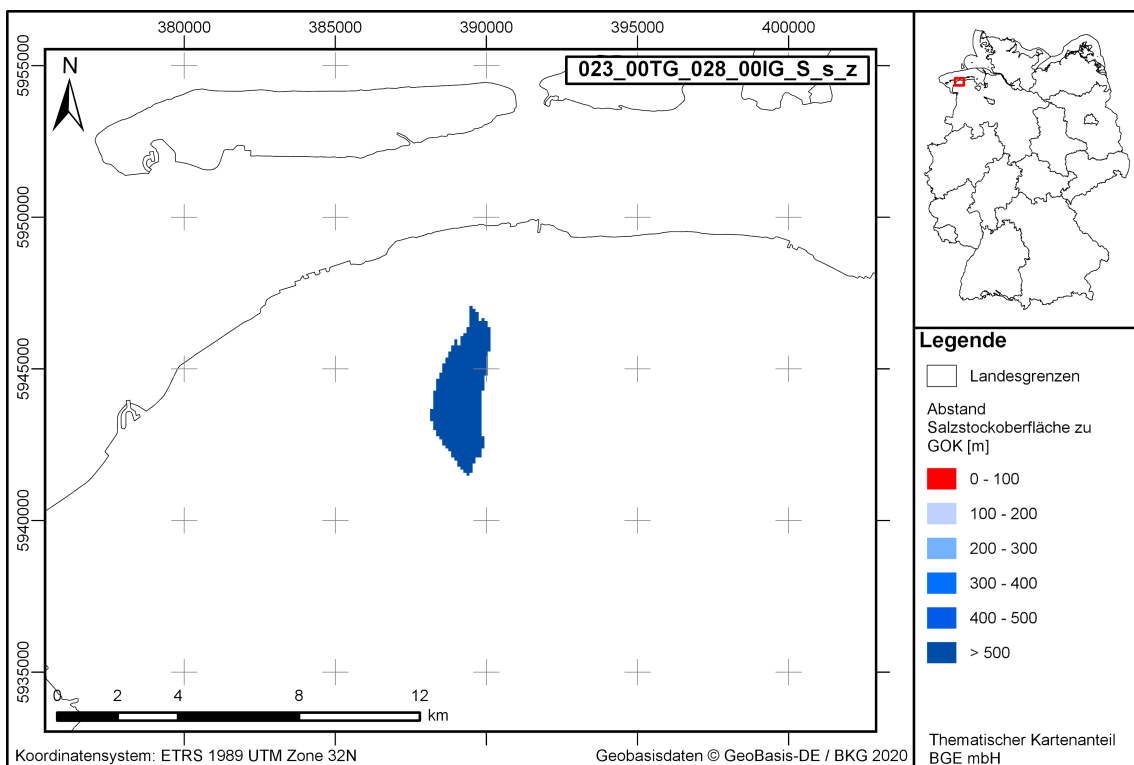 380000 385000 390000 395000 400000
023_00TG_028_00IG_S_s_z
N
5955000
5950000
5945000
5940000
5935000
0 2 4 8 12
km
Koordinatensystem: ETRS 1989 UTM Zone 32N
Geobasisdaten © GeoBasis-DE / BKG 2020
Legende
Landesgrenzen
Abstand
Salzstockoberfläche zu
GOK [m]
0 - 100
100 - 200
200 - 300
300 - 400
400 - 500
> 500
Thematischer Kartenanteil
BGE mbH